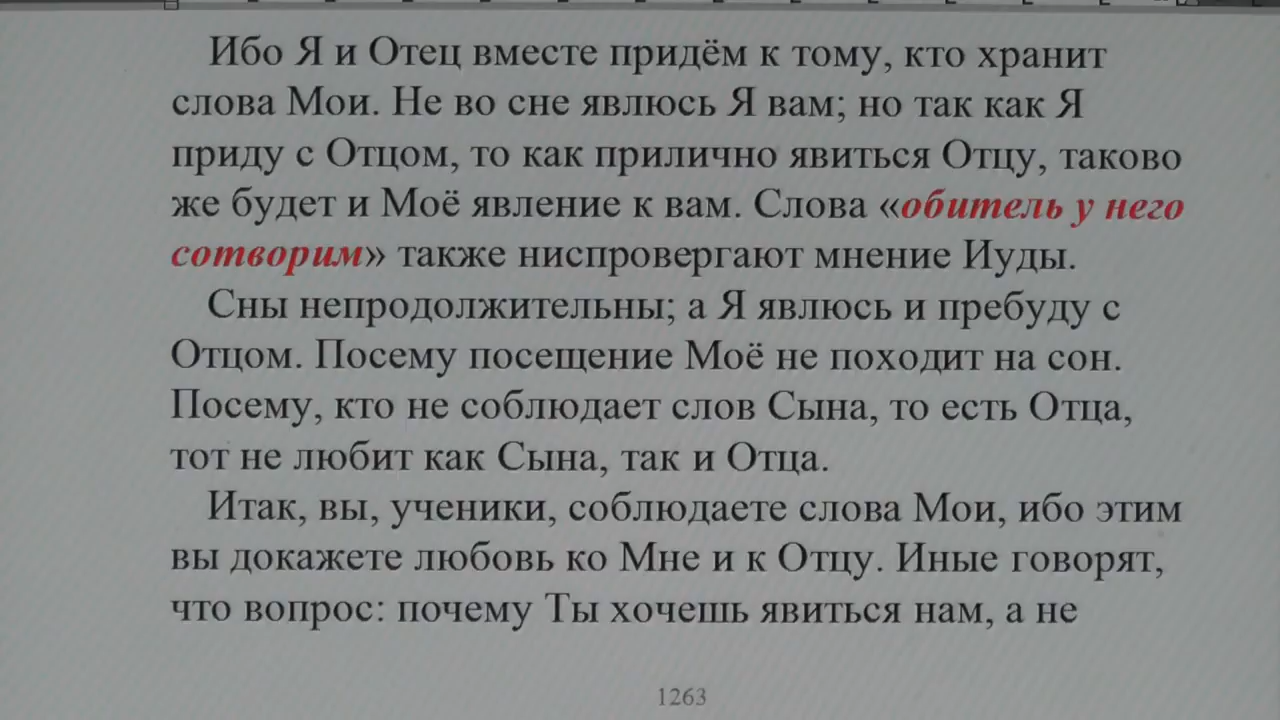 Ибо Я и Отец вместе придём к тому, кто хранит
слова Мои. Не во сне явлюсь Я вам; но так как Я
приду с Отцом, то как прилично явиться Отцу, таково
же будет и Моё явление к вам. Слова «обитель у него
сотворим» также ниспровергают мнение Иуды.
Сны непродолжительны; а Я явлюсь и пребуду с
Отцом. Посему посещение Моё не походит на сон.
Посему, кто не соблюдает слов Сына, то есть Отца,
тот не любит как Сына, так и Отца.
Итак, вы, ученики, соблюдаете слова Мои, ибо этим
вы докажете любовь ко Мне и к Отцу. Иные говорят,
что вопрос: почему Ты хочешь явиться нам, а не
1263